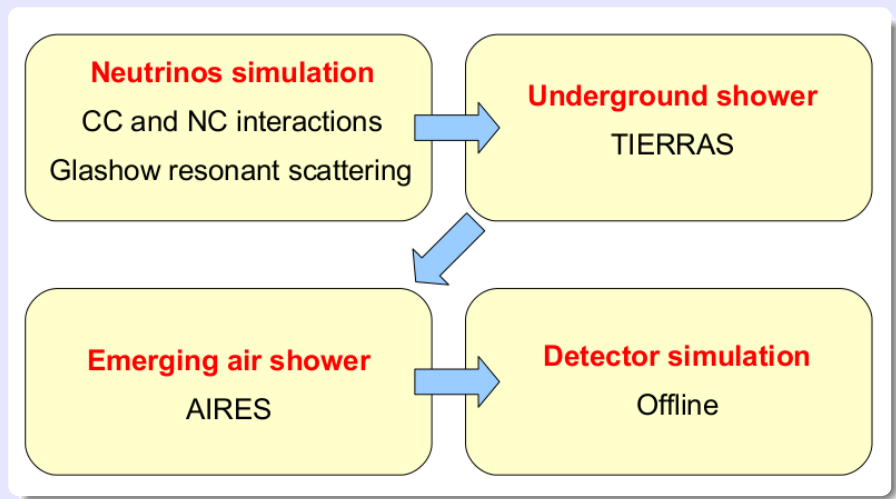 Neutrinos simulation
CC and NC interactions
Glashow resonant scattering
Underground shower
TIERRAS
Emerging air shower
AIRES
Detector simulation
Offline